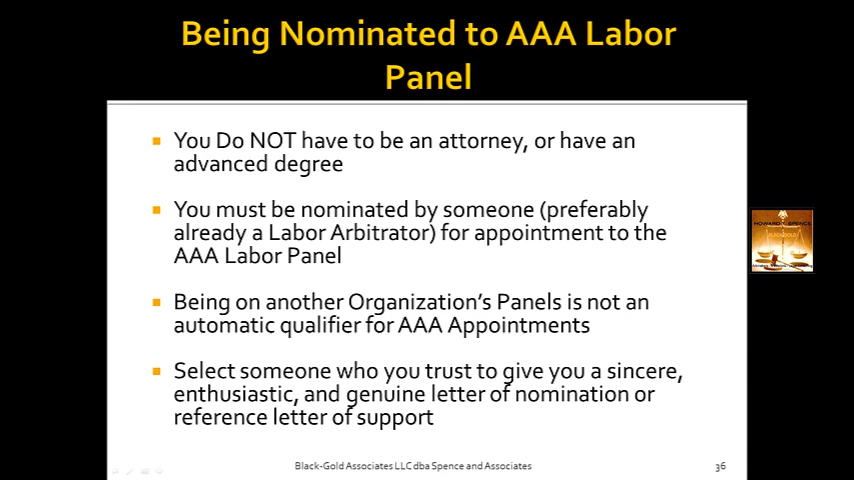 Being Nominated to AAA Labor
Panel
You Do NOT have to be an attorney, or have an
advanced degree
You must be nominated by someone (preferably
already a Labor Arbitrator) for appointment to the
AAA Labor Panel
Being on another Organization's Panels is not an
automatic qualifier for AAA Appointments
Select someone who you trust to give you a sincere,
enthusiastic, and genuine letter of nomination or
reference letter of support
HOWARD Y. SPENCE
Black-Gold Associates LLC dba Spence and Associates
36